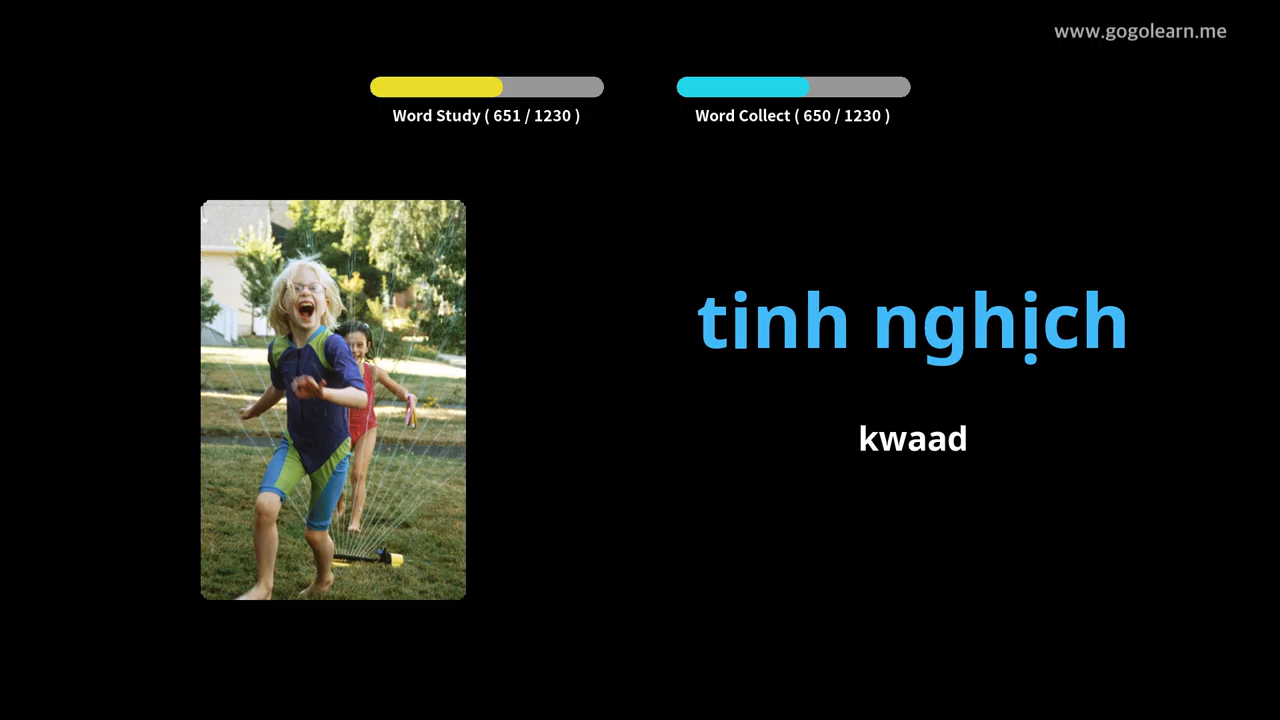 www.gogolearn.me
Word Study ( 651 / 1230 )
Word Collect ( 650 / 1230 )
tinh nghịch
kwaad